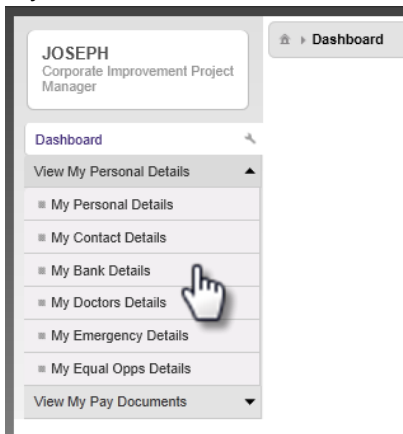 JOSEPH
Corporate Improvement Project
Manager
Dashboard
Dashboard
View My Personal Details
My Personal Details
My Contact Details
My Bank Details
My Doctors Details
My Emergency Details
My Equal Opps Details
View My Pay Documents